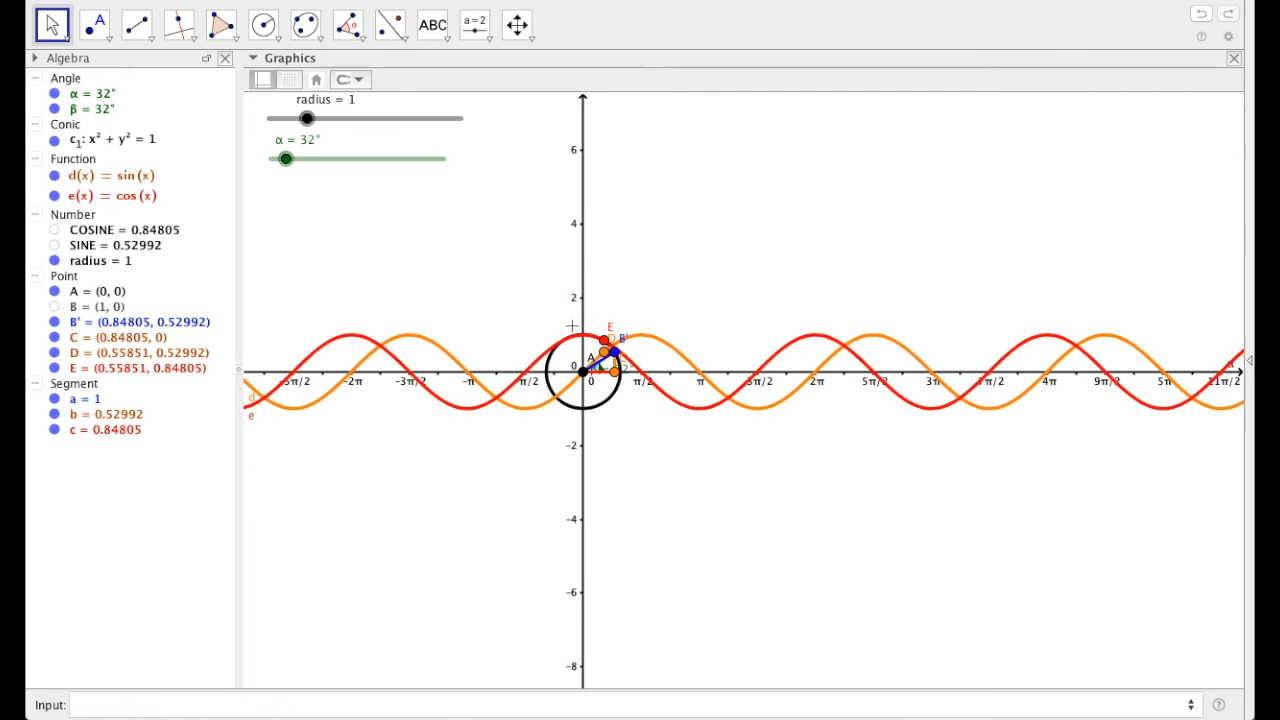 ABC
a=2
Algebra
Graphics
Angle
α = 32°
β = 32°
Conic
c₁: x² + y² = 1
Function
d(x) = sin(x)
e(x) = cos(x)
Number
COSINE = 0.84805
SINE = 0.52992
radius = 1
Point
A = (0, 0)
B = (1, 0)
B' = (0.84805, 0.52992)
C = (0.84805, 0)
D = (0.55851, 0.52992)
E = (0.55851, 0.84805)
Segment
a = 1
b = 0.52992
c = 0.84805
radius = 1
α = 32°
6
4
2
0
-2
-4
-6
-8
E
D
B'
A
d
e
-2π
-3π/2
-π
0
π/2
π
3π/2
2π
5π/2
3π
4π
9π/2
5π
11π/2
Input: